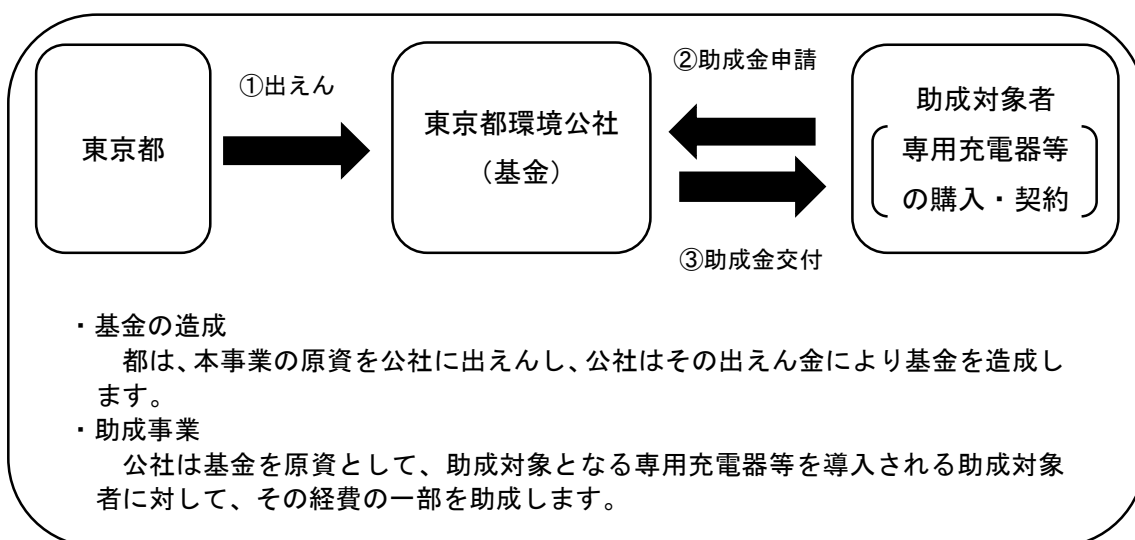 東京都
①出えん
東京都環境公社
（基金）
②助成金申請
③助成金交付
助成対象者
専用充電器等
の購入・契約
・基金の造成
都は、本事業の原資を公社に出えんし、公社はその出えん金により基金を造成し
ます。
・助成事業
公社は基金を原資として、助成対象となる専用充電器等を導入される助成対象
者に対して、その経費の一部を助成します。